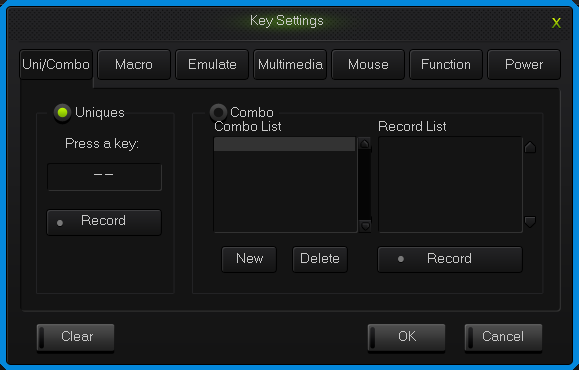 Key Settings
X
Uni/Combo Macro Emulate Multimedia Mouse Function Power
Uniques
Combo
Combo List
Record List
Press a key:
--
Record
New
Delete
Record
Clear
OK
Cancel